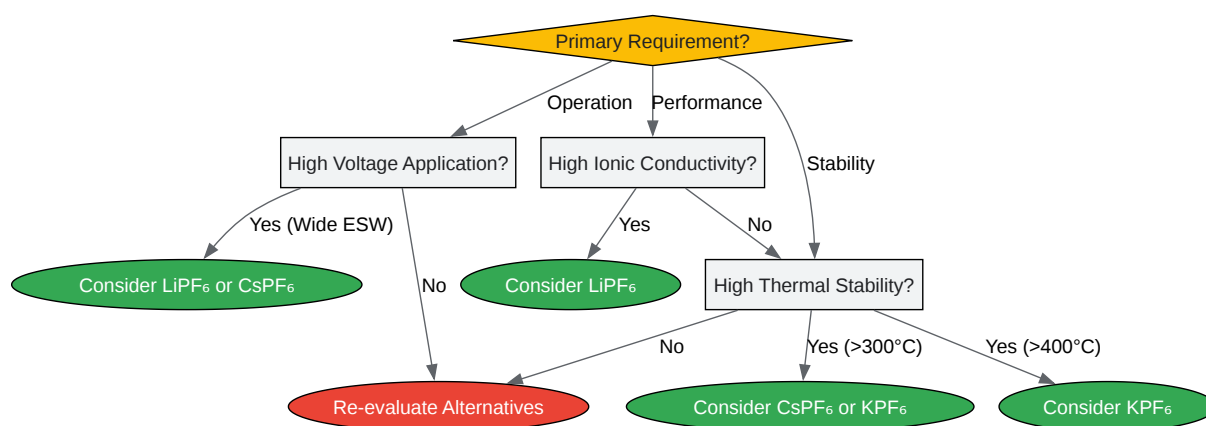 Primary Requirement?
Operation
Performance
High Voltage Application?
High Ionic Conductivity?
Stability
Yes (Wide ESW)
Yes
No
Consider LiPF₆ or CsPF₆
No
Consider LiPF₆
High Thermal Stability?
No
Yes (>300°C)
Yes (>400°C)
Re-evaluate Alternatives
Consider CsPF₆ or KPF₆
Consider KPF₆